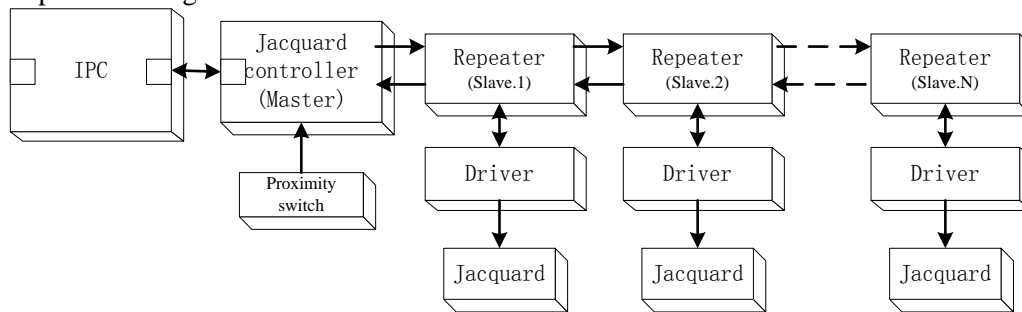 IPC
Jacquard
controller
(Master)
Repeater
(Slave.1)
Repeater
(Slave.2)
Repeater
(Slave.N)
Proximity
switch
Driver
Driver
Driver
Jacquard
Jacquard
Jacquard